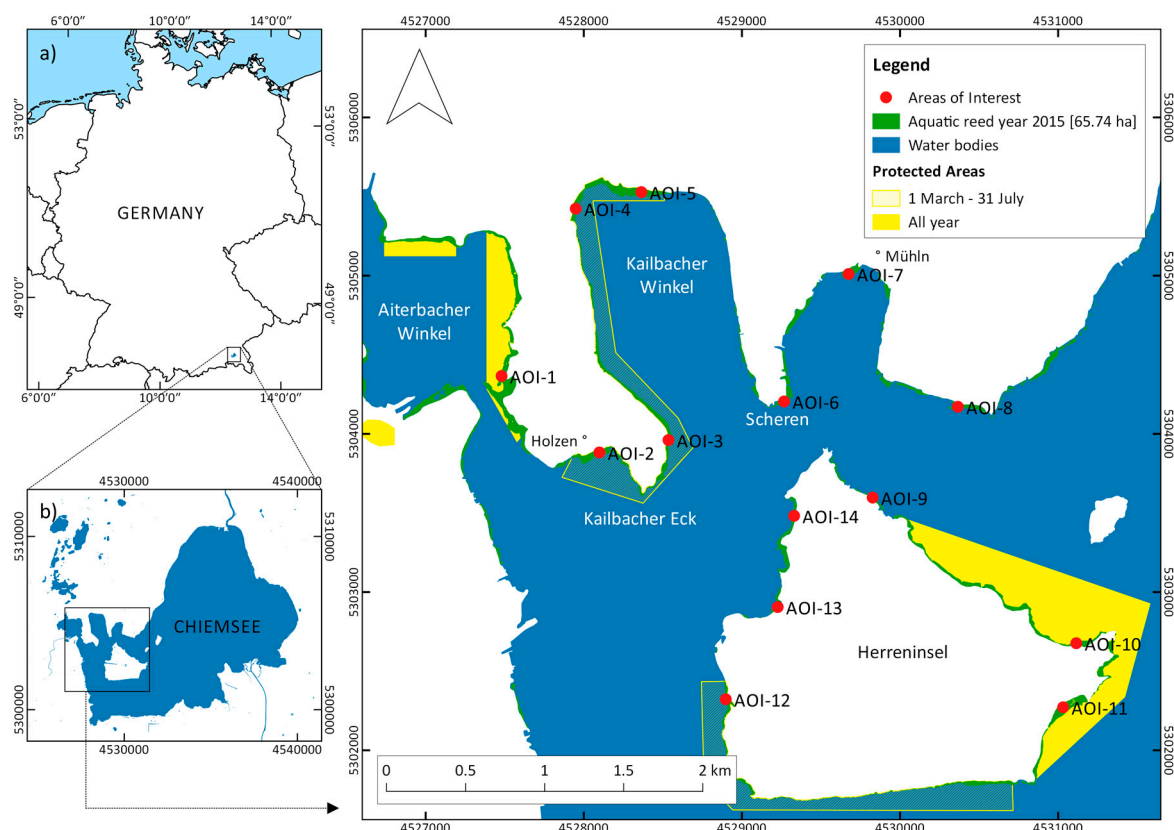 6°0'0"
10°0'0"
14°0'0"
a)
53°0'0"
53°0'0"
GERMANY
49°0'0"
49°0'0"
6°0'0"
10°0'0"
14°0'0"
4530000
4540000
b)
5310000
5310000
CHIEMSEE
5300000
5300000
4530000
4540000
4527000
4528000
4529000
4530000
4531000
Legend
Areas of Interest
Aquatic reed year 2015 [65.74 ha]
Water bodies
Protected Areas
1 March - 31 July
All year
5306000
5306000
AOI-5
AOI-4
° Mühln
Kailbacher
Winkel
AOI-7
5305000
5305000
Aiterbacher
Winkel
AOI-1
AOI-6
AOI-8
Scheren
5304000
5304000
Holzen °
AOI-3
AOI-2
AOI-9
Kailbacher Eck
AOI-14
5303000
5303000
AOI-13
Herreninsel
AOI-10
AOI-12
AOI-11
5302000
5302000
0
0.5
1
1.5
2 km
4527000
4528000
4529000
4530000
4531000